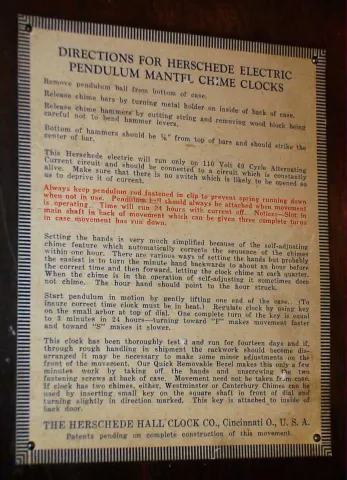 DIRECTIONS FOR HERSCHEDE ELECTRIC
PENDULUM MANTEL CHIME CLOCKS
Remove pendulum ball from bottom of case.
Release chime bars by turning metal holder on inside of back of case.
Release chime hammers by cutting string and removing wood block being
careful not to bend hammer levers.
Bottom of hammers should be ⅛" from top of bars and should strike the
center of bar.
This Herschede electric will run only on 110 Volt 60 Cycle Alternating
Current circuit and should be connected to a circuit which is constantly
alive. Make sure that there is no switch which is likely to be opened so
as to deprive it of current.
Always keep pendulum rod fastened in clip to prevent spring running down
when not in use. Pendulum should always be attached when movement
is operating. Time will run 24 hours with current off. Notice:—Slot in
main shaft in back of movement which can be given three complete turns
in case movement has run down.
Setting the hands is very much simplified because of the self-adjusting
chime feature which automatically corrects the sequence of the chimes
within one hour. There are various ways of setting the hands but probably
the easiest is to turn the minute hand backwards to about an hour before
the correct time and then forward, letting the clock chime at each quarter.
When the chime is in the operation of self-adjusting it sometimes does
not chime. The hour hand should point to the hour struck.
Start pendulum in motion by gently lifting one end of the case. (To
insure correct time clock must be in beat.) Regulate clock by using key
on the small arbor at top of dial. One complete turn of the key is equal
to 3 minutes in 24 hours—turning toward "F" makes movement faster
and toward "S" makes it slower.
This clock has been thoroughly tested and run for fourteen days and if,
through rough handling in shipment the rackwork should become dis-
arranged it may be necessary to make some minor adjustments on the
front of the movement. Our Quick Removable Bezel makes this only a few
minutes work by taking off the hands and unscrewing the two
fastening screws at back of case. Movement need not be taken from case.
If clock has two chimes, either, Westminster or Canterbury Chimes can be
used by inserting small key on the square shaft in front of dial and
turning slightly in direction marked. This key is attached to inside of
back door.
THE HERSCHEDE HALL CLOCK CO., Cincinnati O., U. S. A.
Patents pending on complete construction of this movement.